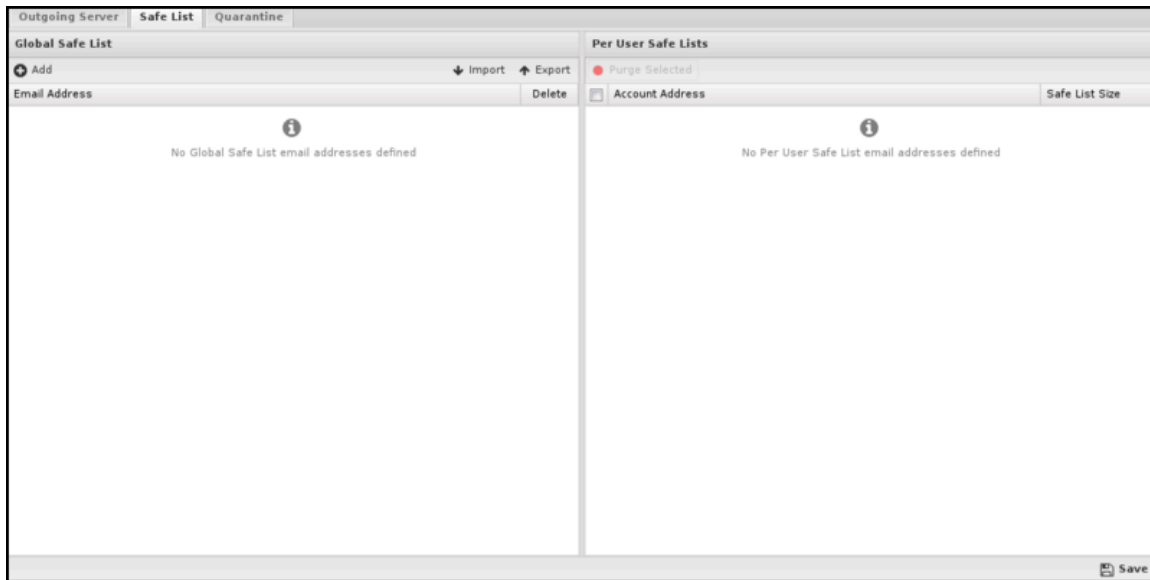 Outgoing Server Safe List Quarantine
Global Safe List
Add Import Export
Email Address Delete
No Global Safe List email addresses defined
Per User Safe Lists
Purge Selected
Account Address Safe List Size
No Per User Safe List email addresses defined
Save